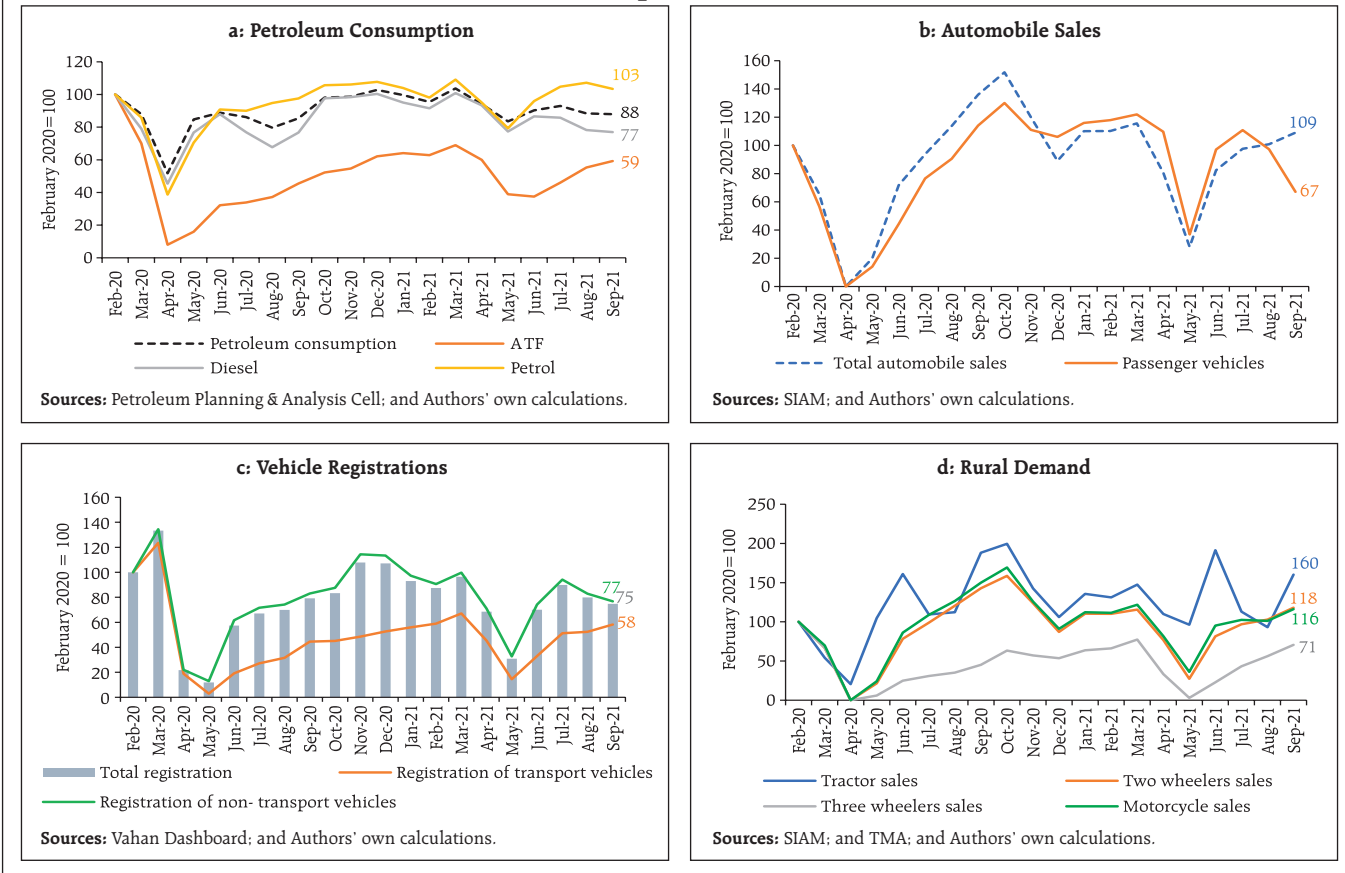 a: Petroleum Consumption
February 2020=100
120
100
80
60
40
20
0
103
88
77
59
Feb-20
Mar-20
Apr-20
May-20
Jun-20
Jul-20
Aug-20
Sep-20
Oct-20
Nov-20
Dec-20
Jan-21
Feb-21
Mar-21
Apr-21
May-21
Jun-21
Jul-21
Aug-21
Sep-21
Petroleum consumption
ATF
Diesel
Petrol
Sources: Petroleum Planning & Analysis Cell; and Authors' own calculations.
b: Automobile Sales
February 2020=100
160
140
120
100
80
60
40
20
0
109
67
Feb-20
Mar-20
Apr-20
May-20
Jun-20
Jul-20
Aug-20
Sep-20
Oct-20
Nov-20
Dec-20
Jan-21
Feb-21
Mar-21
Apr-21
May-21
Jun-21
Jul-21
Aug-21
Sep-21
Total automobile sales
Passenger vehicles
Sources: SIAM; and Authors' own calculations.
c: Vehicle Registrations
February 2020 = 100
160
140
120
100
80
60
40
20
0
77
75
58
Feb-20
Mar-20
Apr-20
May-20
Jun-20
Jul-20
Aug-20
Sep-20
Oct-20
Nov-20
Dec-20
Jan-21
Feb-21
Mar-21
Apr-21
May-21
Jun-21
Jul-21
Aug-21
Sep-21
Total registration
Registration of transport vehicles
Registration of non- transport vehicles
Sources: Vahan Dashboard; and Authors' own calculations.
d: Rural Demand
February 2020=100
250
200
150
100
50
0
160
118
116
71
Feb-20
Mar-20
Apr-20
May-20
Jun-20
Jul-20
Aug-20
Sep-20
Oct-20
Nov-20
Dec-20
Jan-21
Feb-21
Mar-21
Apr-21
May-21
Jun-21
Jul-21
Aug-21
Sep-21
Tractor sales
Two wheelers sales
Three wheelers sales
Motorcycle sales
Sources: SIAM; and TMA; and Authors' own calculations.